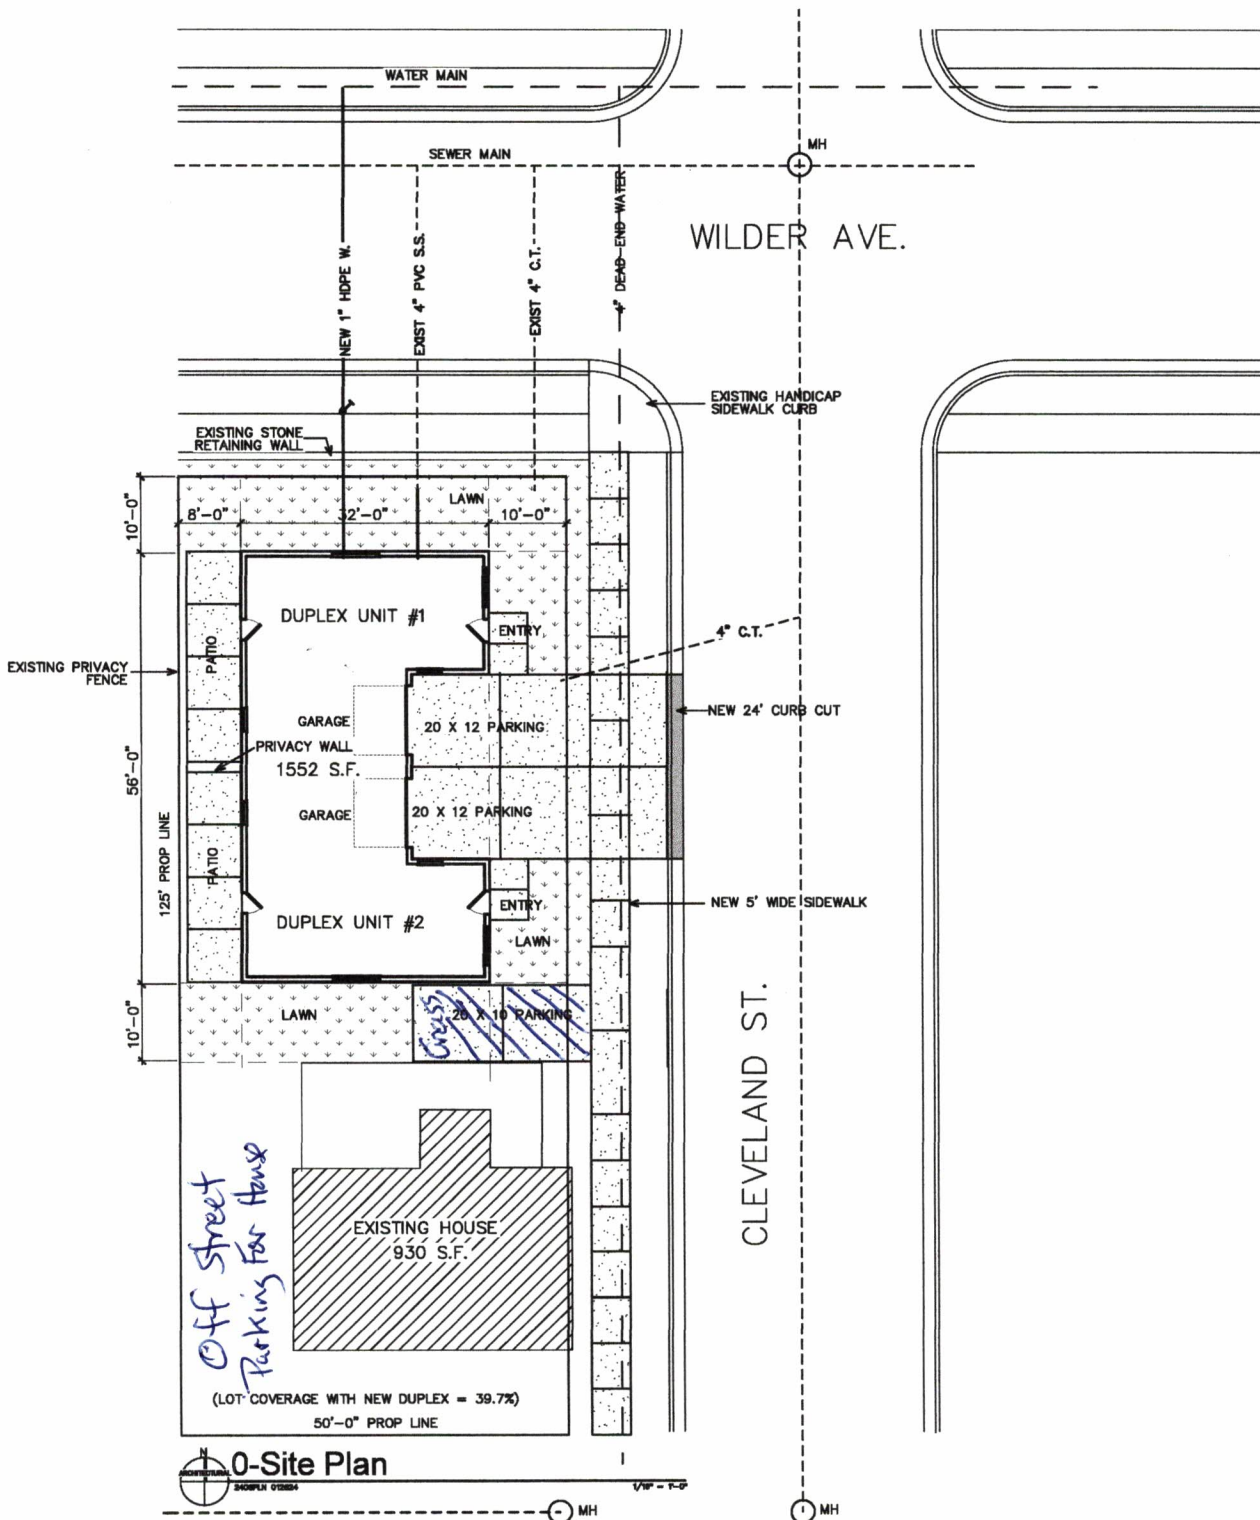 WATER MAIN
SEWER MAIN
MH
WILDER AVE.
NEW 1" HDPE W.
EXIST 4" PVC S.S.
EXIST 4" C.T.
4" DEAD-END WATER
EXISTING HANDICAP
SIDEWALK CURB
EXISTING STONE
RETAINING WALL
LAWN
10'-0"
8'-0"
32'-0"
10'-0"
DUPLEX UNIT #1
ENTRY
4" C.T.
PATIO
EXISTING PRIVACY
FENCE
GARAGE
20 X 12 PARKING
NEW 24' CURB CUT
PRIVACY WALL
1552 S.F.
56'-0"
GARAGE
20 X 12 PARKING
125' PROP LINE
PATIO
ENTRY
NEW 5' WIDE SIDEWALK
DUPLEX UNIT #2
LAWN
10'-0"
LAWN
Grass
20 X 10 PARKING
CLEVELAND ST.
Off Street
Parking For House
EXISTING HOUSE
930 S.F.
(LOT COVERAGE WITH NEW DUPLEX = 39.7%)
50'-0" PROP LINE
N
ARCHITECTURAL
0-Site Plan
1/16" = 1'-0"
MH
MH